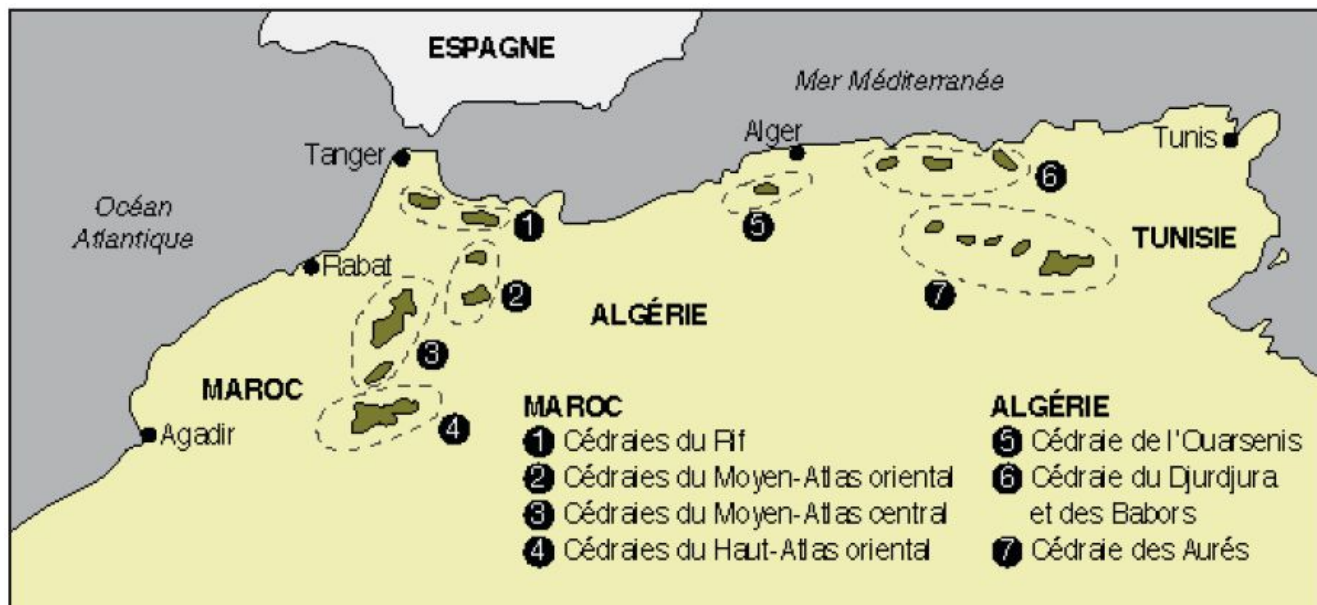 ESPAGNE
Mer Méditerranée
Alger
Tunis
Tanger
6
Océan
Atlantique
1
5
TUNISIE
Rabat
2
7
ALGÉRIE
3
MAROC
4
Agadir
MAROC
1 Cédraies du Rif
2 Cédraies du Moyen-Atlas oriental
3 Cédraies du Moyen-Atlas central
4 Cédraies du Haut-Atlas oriental
ALGÉRIE
5 Cédraie de l'Ouarsenis
6 Cédraie du Djurdjura
et des Babors
7 Cédraie des Aurés